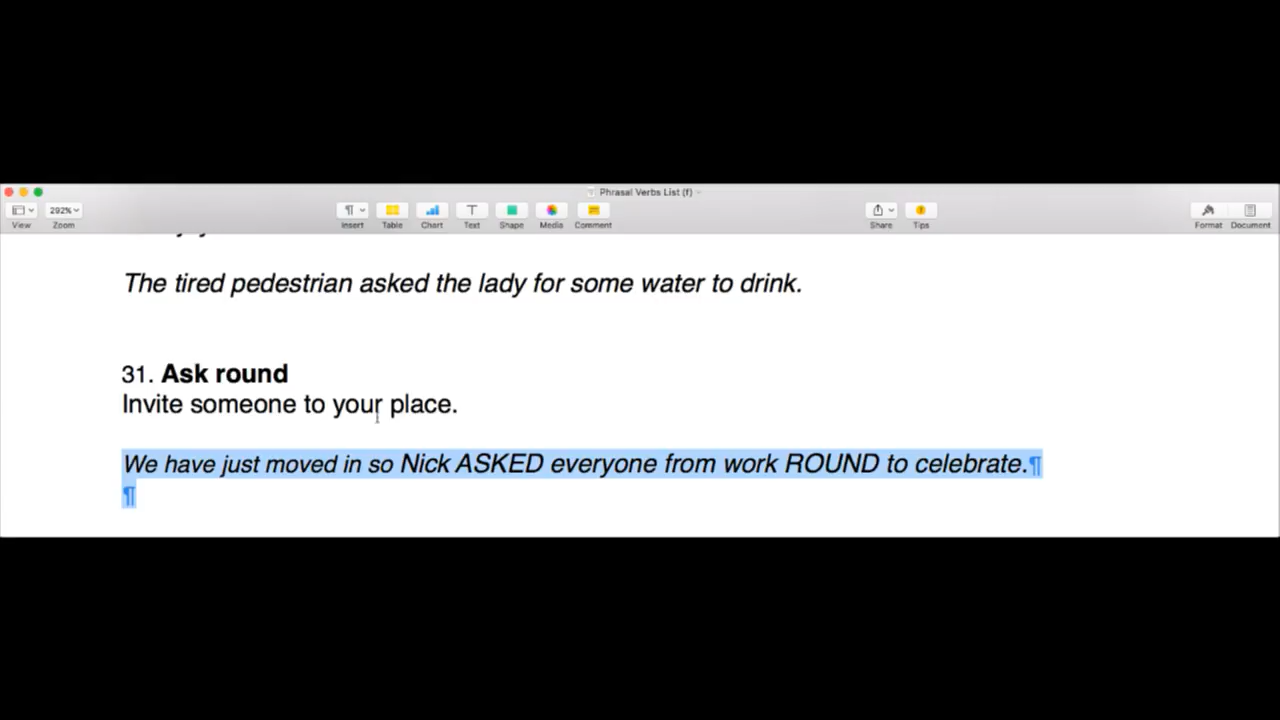 Phrasal Verbs List (f)
292%
View
Zoom
Insert
Table
Chart
Text
Shape
Media
Comment
Share
Tips
Format
Document
The tired pedestrian asked the lady for some water to drink.
31. Ask round
Invite someone to your place.
We have just moved in so Nick ASKED everyone from work ROUND to celebrate.¶
¶